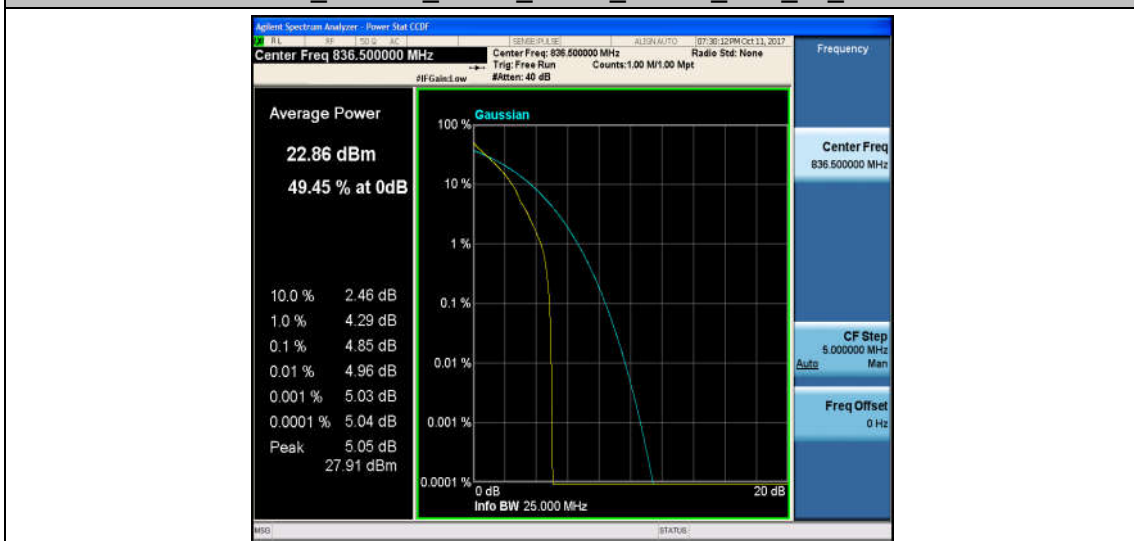 Agilent Spectrum Analyzer - Power Stat CCDF
RL RF 50 Ω AC SENSE:PULSE ALIGN AUTO 07:30:12 PM Oct 11, 2017
Center Freq 836.500000 MHz
Center Freq: 836.500000 MHz Radio Std: None
Trig: Free Run Counts:1.00 M/1.00 Mpt
#IFGain:Low #Atten: 40 dB
Frequency
Average Power
22.86 dBm
49.45 % at 0dB
10.0 % 2.46 dB
1.0 % 4.29 dB
0.1 % 4.85 dB
0.01 % 4.96 dB
0.001 % 5.03 dB
0.0001 % 5.04 dB
Peak 5.05 dB
27.91 dBm
Gaussian
100 %
10 %
1 %
0.1 %
0.01 %
0.001 %
0.0001 %
0 dB 20 dB
Info BW 25.000 MHz
Center Freq
836.500000 MHz
CF Step
5.000000 MHz
Auto Man
Freq Offset
0 Hz
MSG STATUS